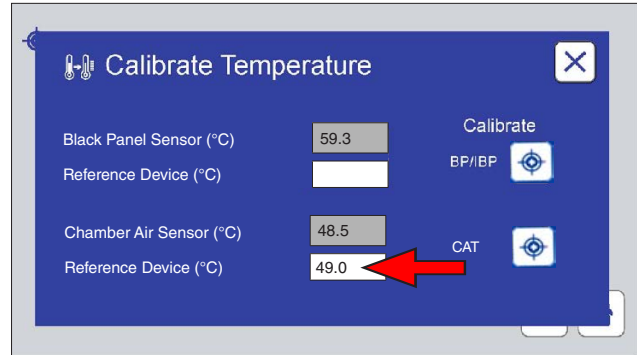 Calibrate Temperature
Calibrate
Black Panel Sensor (°C) 59.3
BP/IBP
Reference Device (°C)
Chamber Air Sensor (°C) 48.5
CAT
Reference Device (°C) 49.0